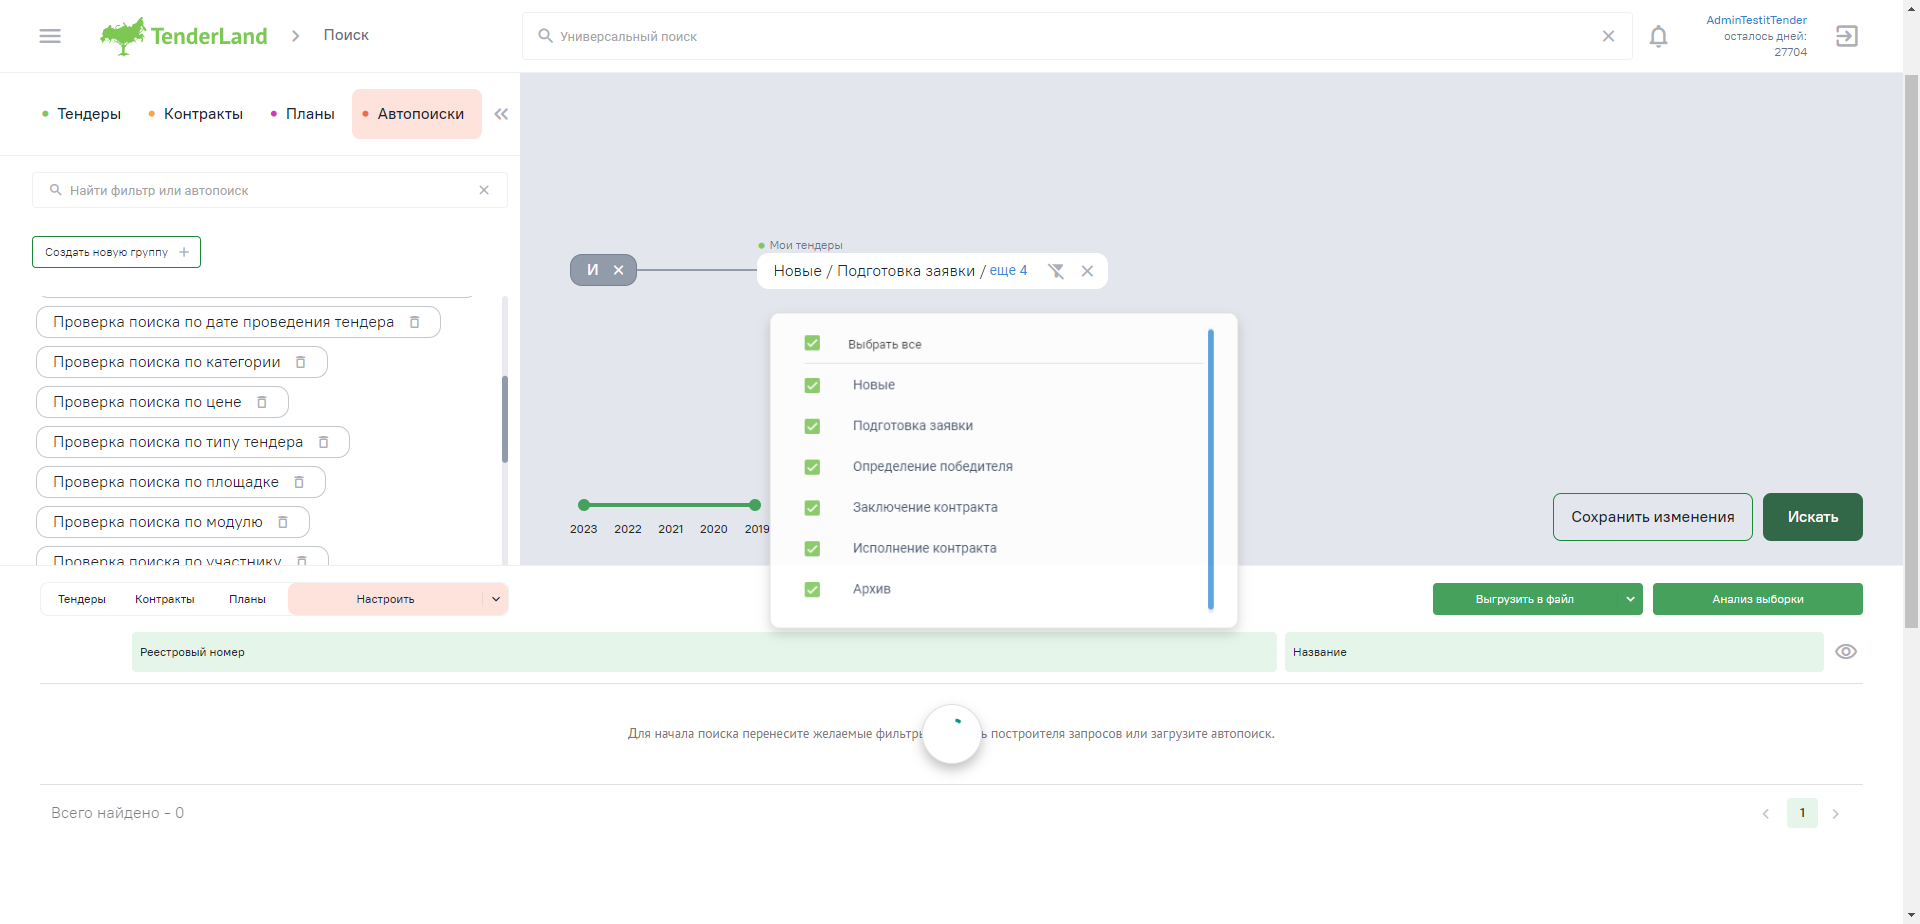 TenderLand
Поиск
Универсальный поиск
AdminTestitTender
осталось дней:
27704
Тендеры
Контракты
Планы
Автопоиски
Найти фильтр или автопоиск
Создать новую группу
Проверка поиска по дате проведения тендера
Проверка поиска по категории
Проверка поиска по цене
Проверка поиска по типу тендера
Проверка поиска по площадке
Проверка поиска по модулю
Проверка поиска по участнику
И
Мои тендеры
Новые / Подготовка заявки / еще 4
Выбрать все
Новые
Подготовка заявки
Определение победителя
Заключение контракта
Исполнение контракта
Архив
2023 2022 2021 2020 2019
Сохранить изменения
Искать
Тендеры
Контракты
Планы
Настроить
Выгрузить в файл
Анализ выборки
Реестровый номер
Название
Для начала поиска перенесите желаемые фильтры построителя запросов или загрузите автопоиск.
Всего найдено - 0
1